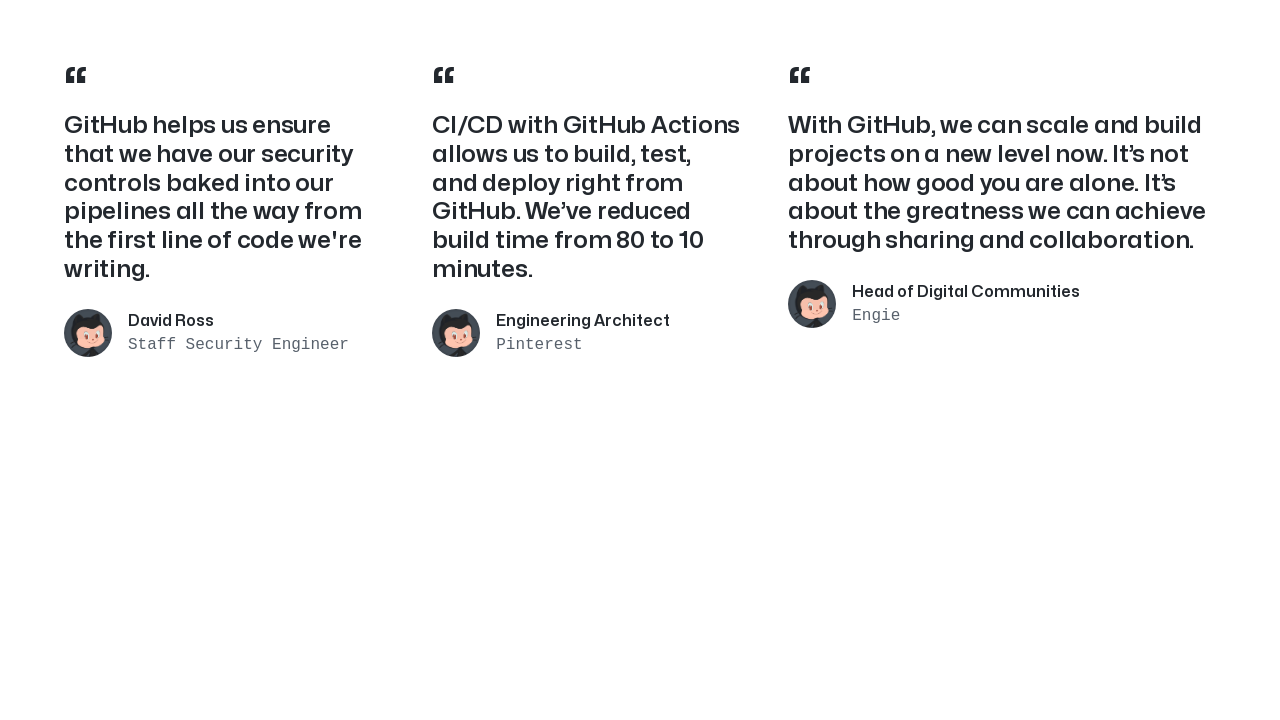 “
GitHub helps us ensure
that we have our security
controls baked into our
pipelines all the way from
the first line of code we're
writing.
David Ross
Staff Security Engineer
“
CI/CD with GitHub Actions
allows us to build, test,
and deploy right from
GitHub. We’ve reduced
build time from 80 to 10
minutes.
Engineering Architect
Pinterest
“
With GitHub, we can scale and build
projects on a new level now. It’s not
about how good you are alone. It’s
about the greatness we can achieve
through sharing and collaboration.
Head of Digital Communities
Engie